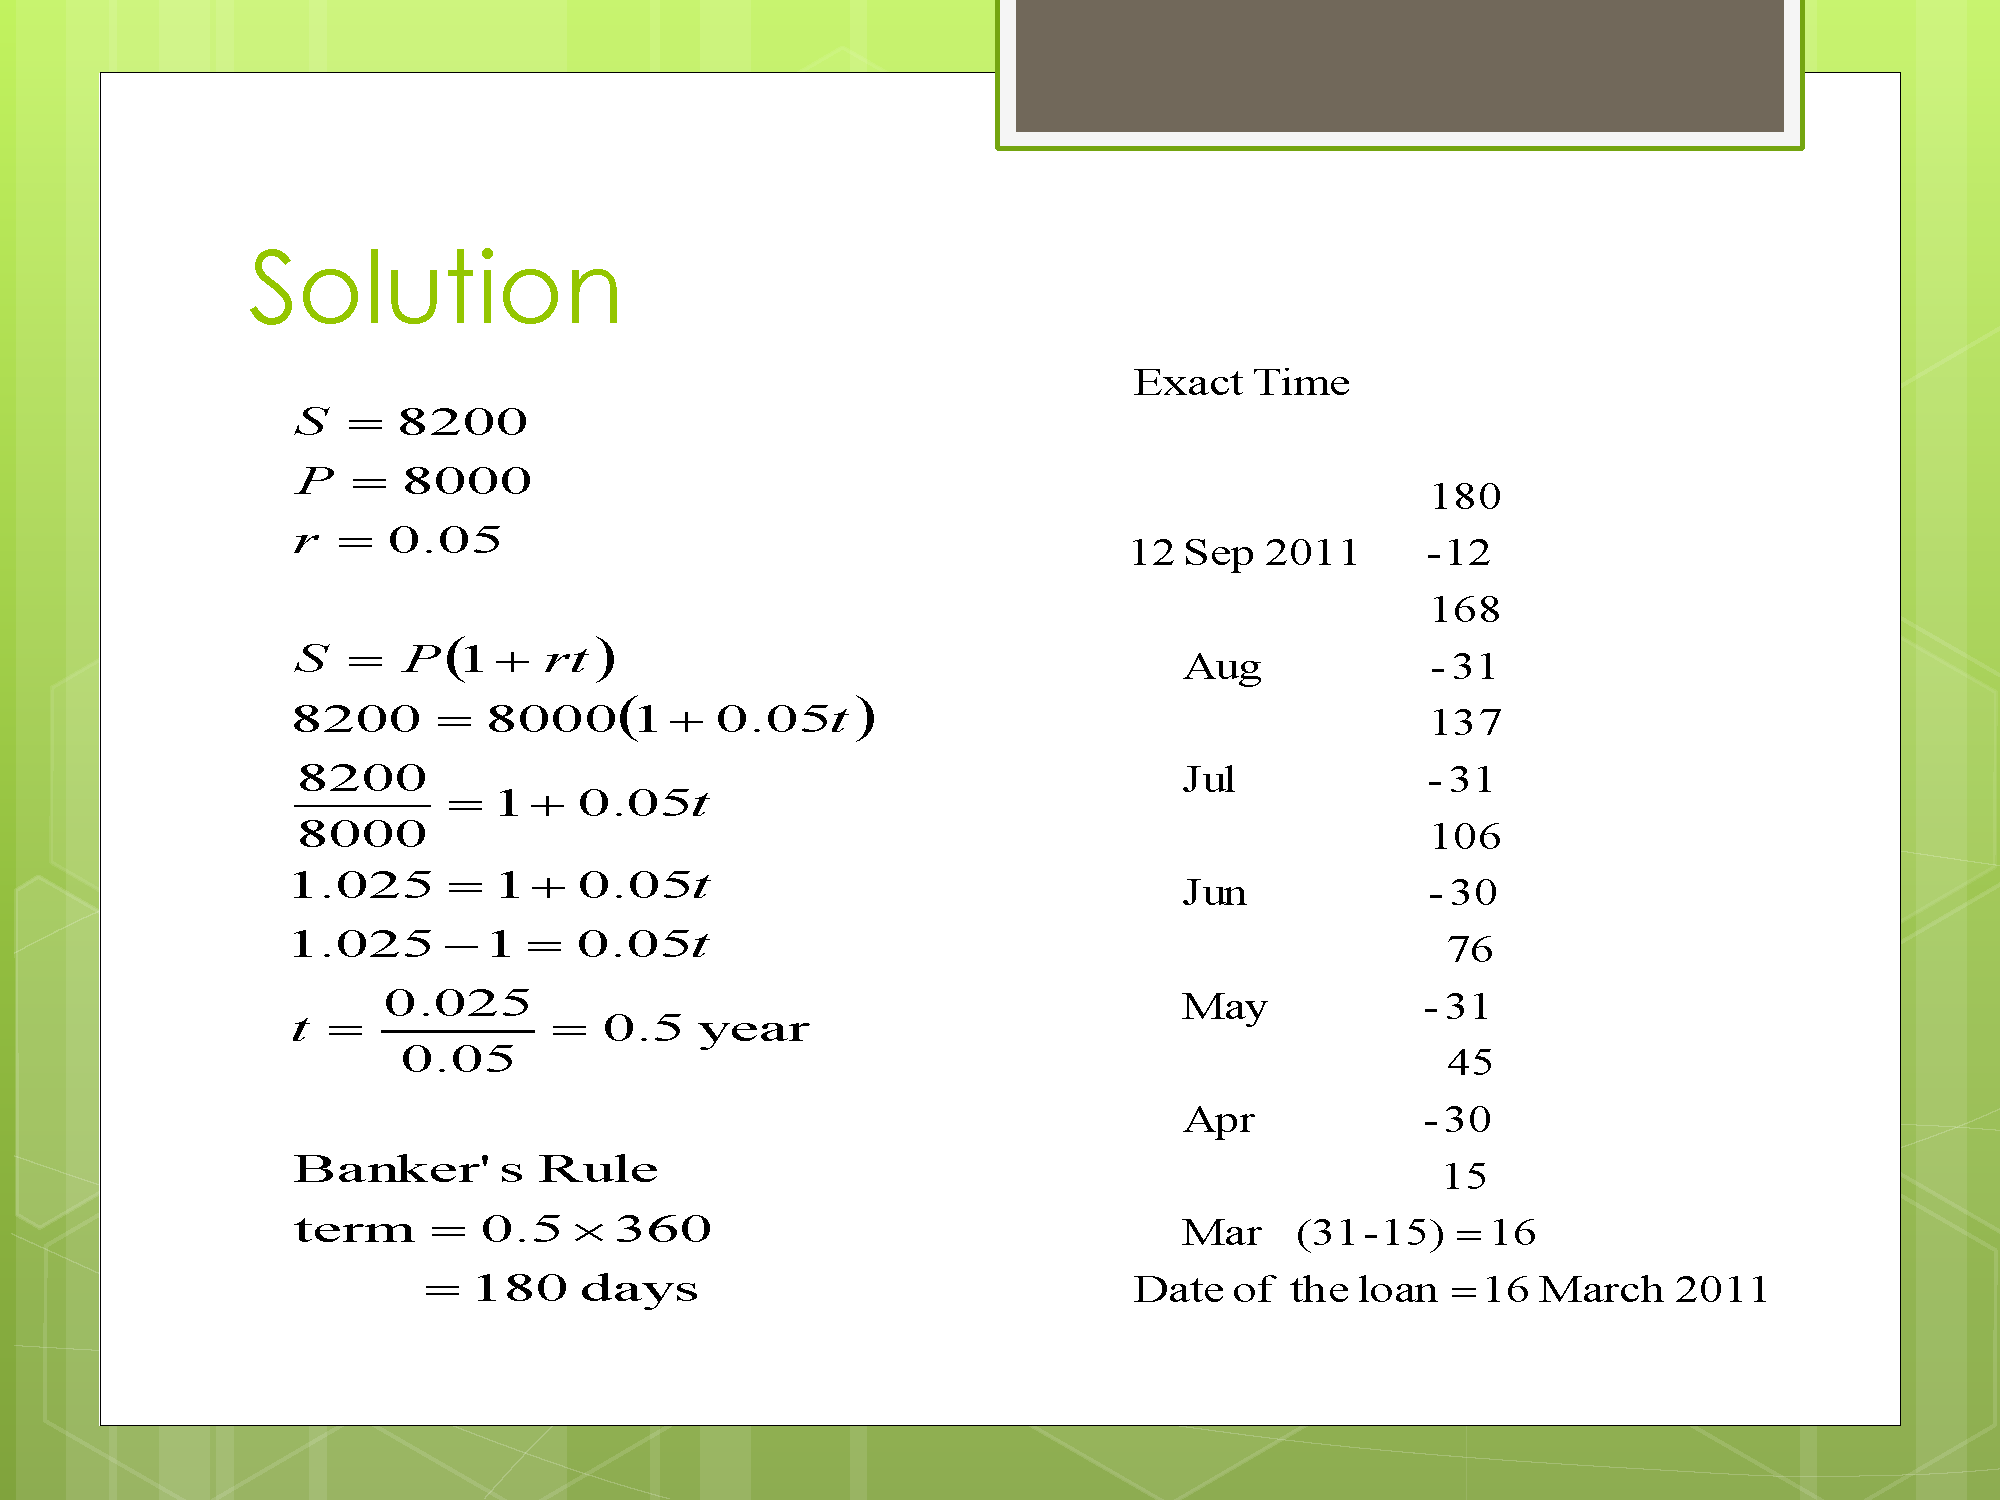 Solution
S = 8200
P = 8000
r = 0.05
S = P(1 + rt)
8200 = 8000(1 + 0.05t)
8200
8000
= 1 + 0.05t
1.025 = 1 + 0.05t
1.025 − 1 = 0.05t
t = 0.025
0.05
= 0.5 year
Banker's Rule
term = 0.5 × 360
= 180 days
Exact Time
180
12 Sep 2011 -12
168
Aug -31
137
Jul -31
106
Jun -30
76
May -31
45
Apr -30
15
Mar (31-15) = 16
Date of the loan = 16 March 2011